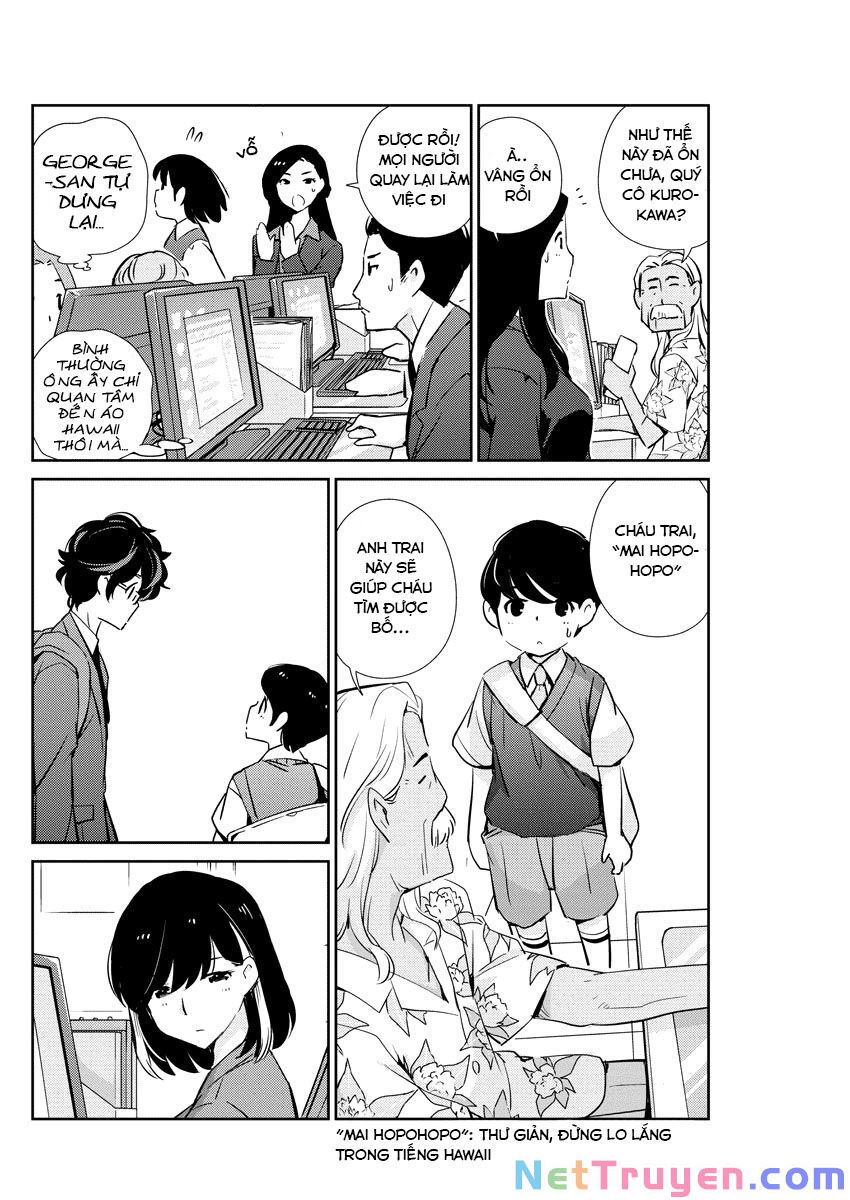 NHƯ THẾ
NÀY ĐÃ ỔN
CHƯA, QUÝ
CÔ KURO-
KAWA?
À..
VÂNG ỔN
RỒI
ĐƯỢC RỒI!
MỌI NGƯỜI
QUAY LẠI LÀM
VIỆC ĐI
VỖ
GEORGE
-SAN TỰ
DƯNG
LẠI...
BÌNH
THƯỜNG
ÔNG ẤY CHỈ
QUAN TÂM
ĐẾN ÁO
HAWAII
THÔI MÀ...
CHÁU TRAI,
"MAI HOPO-
HOPO"
ANH TRAI
NÀY SẼ
GIÚP CHÁU
TÌM ĐƯỢC
BỐ...
"MAI HOPOHOPO": THƯ GIẢN, ĐỪNG LO LẮNG
TRONG TIẾNG HAWAII
NetTruyen.com